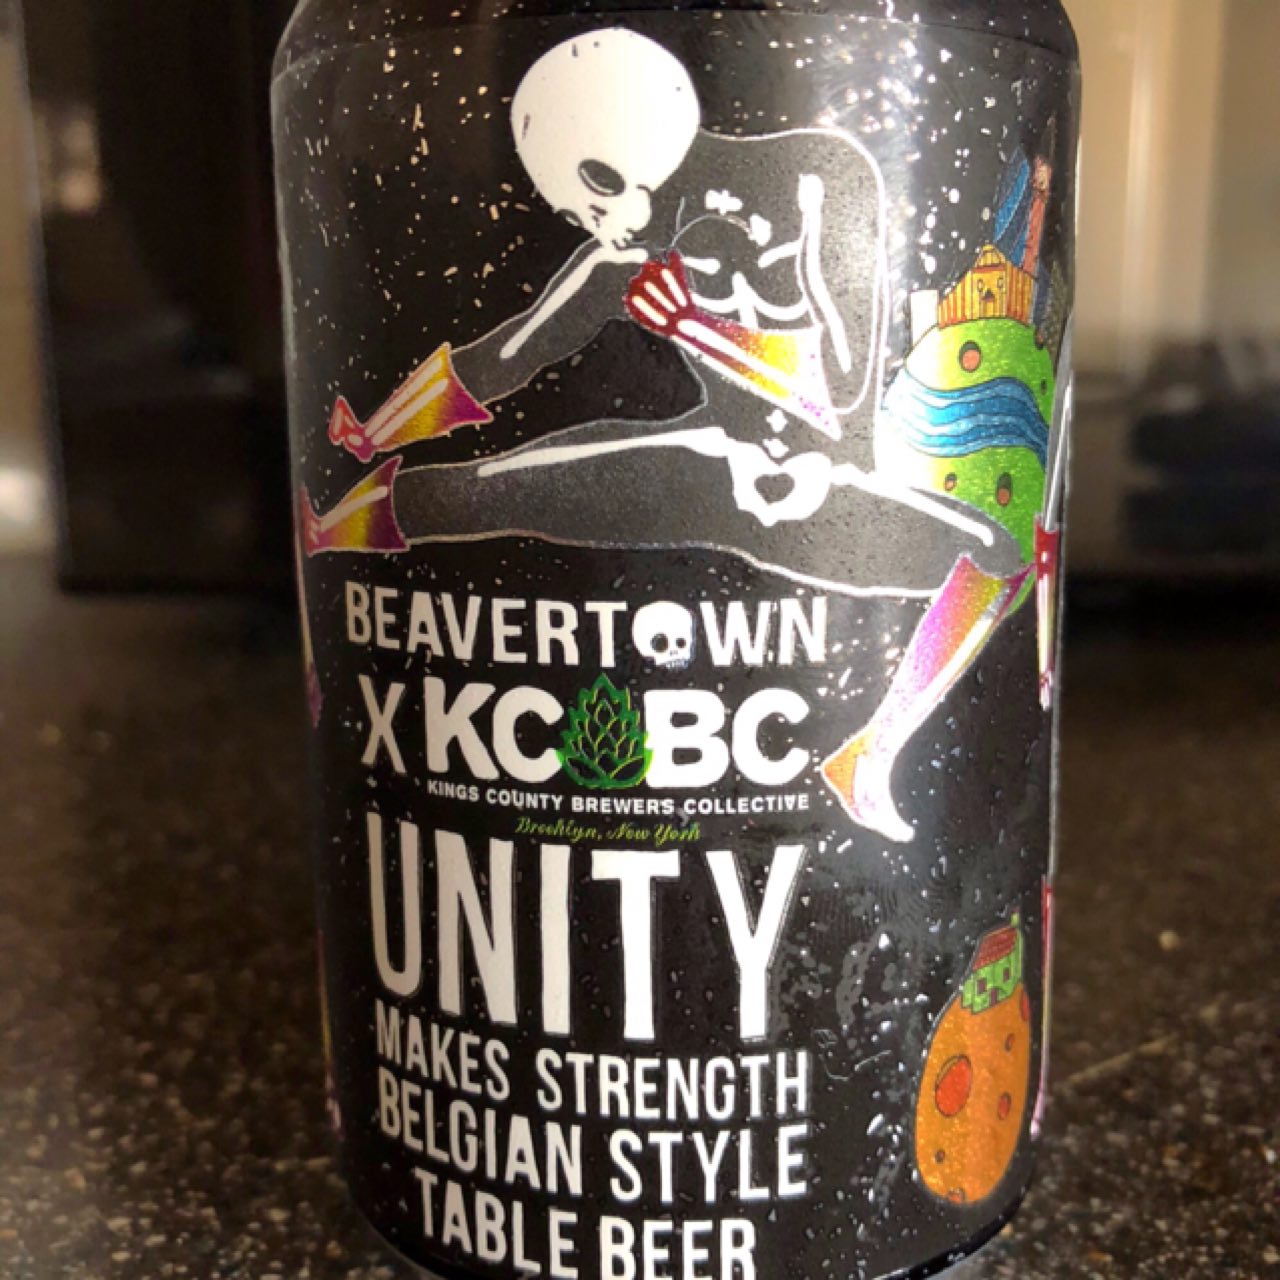 BEAVERTOWN
X KCBC
KINGS COUNTY BREWERS COLLECTIVE
Brooklyn, New York
UNITY
MAKES STRENGTH
BELGIAN STYLE
TABLE BEER